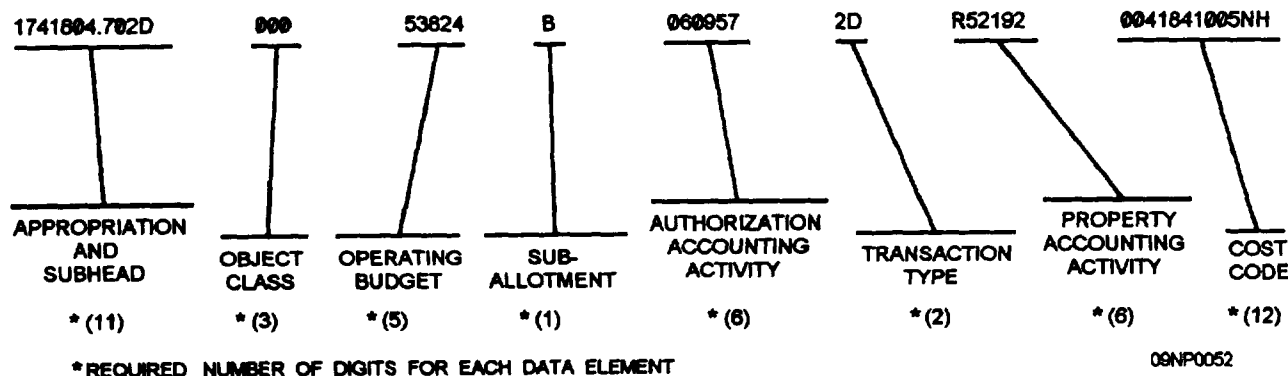 1741804.702D 000 53824 B 060957 2D R52192 0041841005NH
APPROPRIATION
AND
SUBHEAD
* (11)
OBJECT
CLASS
* (3)
OPERATING
BUDGET
* (5)
SUB-
ALLOTMENT
* (1)
AUTHORIZATION
ACCOUNTING
ACTIVITY
* (6)
TRANSACTION
TYPE
* (2)
PROPERTY
ACCOUNTING
ACTIVITY
* (6)
COST
CODE
* (12)
*REQUIRED NUMBER OF DIGITS FOR EACH DATA ELEMENT
09NP0052